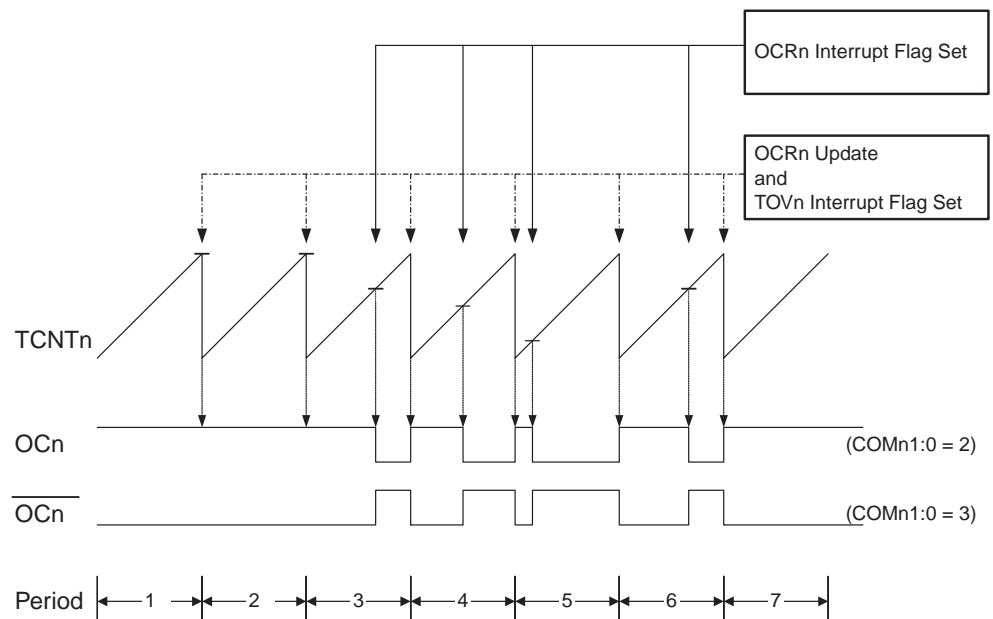 OCRn Interrupt Flag Set
OCRn Update
and
TOVn Interrupt Flag Set
TCNTn
OCn
(COMn1:0 = 2)
OCn
(COMn1:0 = 3)
Period
1
2
3
4
5
6
7